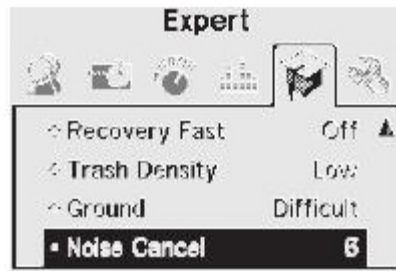 Expert
Recovery Fast Off
Trash Density Low
Ground Difficult
Noise Cancel 6